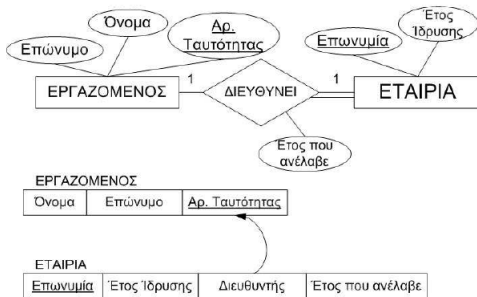 Όνομα
Επώνυμο
Αρ.
Ταυτότητας
Επωνυμία
Έτος
Ίδρυσης
ΕΡΓΑΖΟΜΕΝΟΣ
1
ΔΙΕΥΘΥΝΕΙ
1
ΕΤΑΙΡΙΑ
Έτος που
ανέλαβε
ΕΡΓΑΖΟΜΕΝΟΣ
Όνομα Επώνυμο Αρ. Ταυτότητας
ΕΤΑΙΡΙΑ
Επωνυμία Έτος Ίδρυσης Διευθυντής Έτος που ανέλαβε